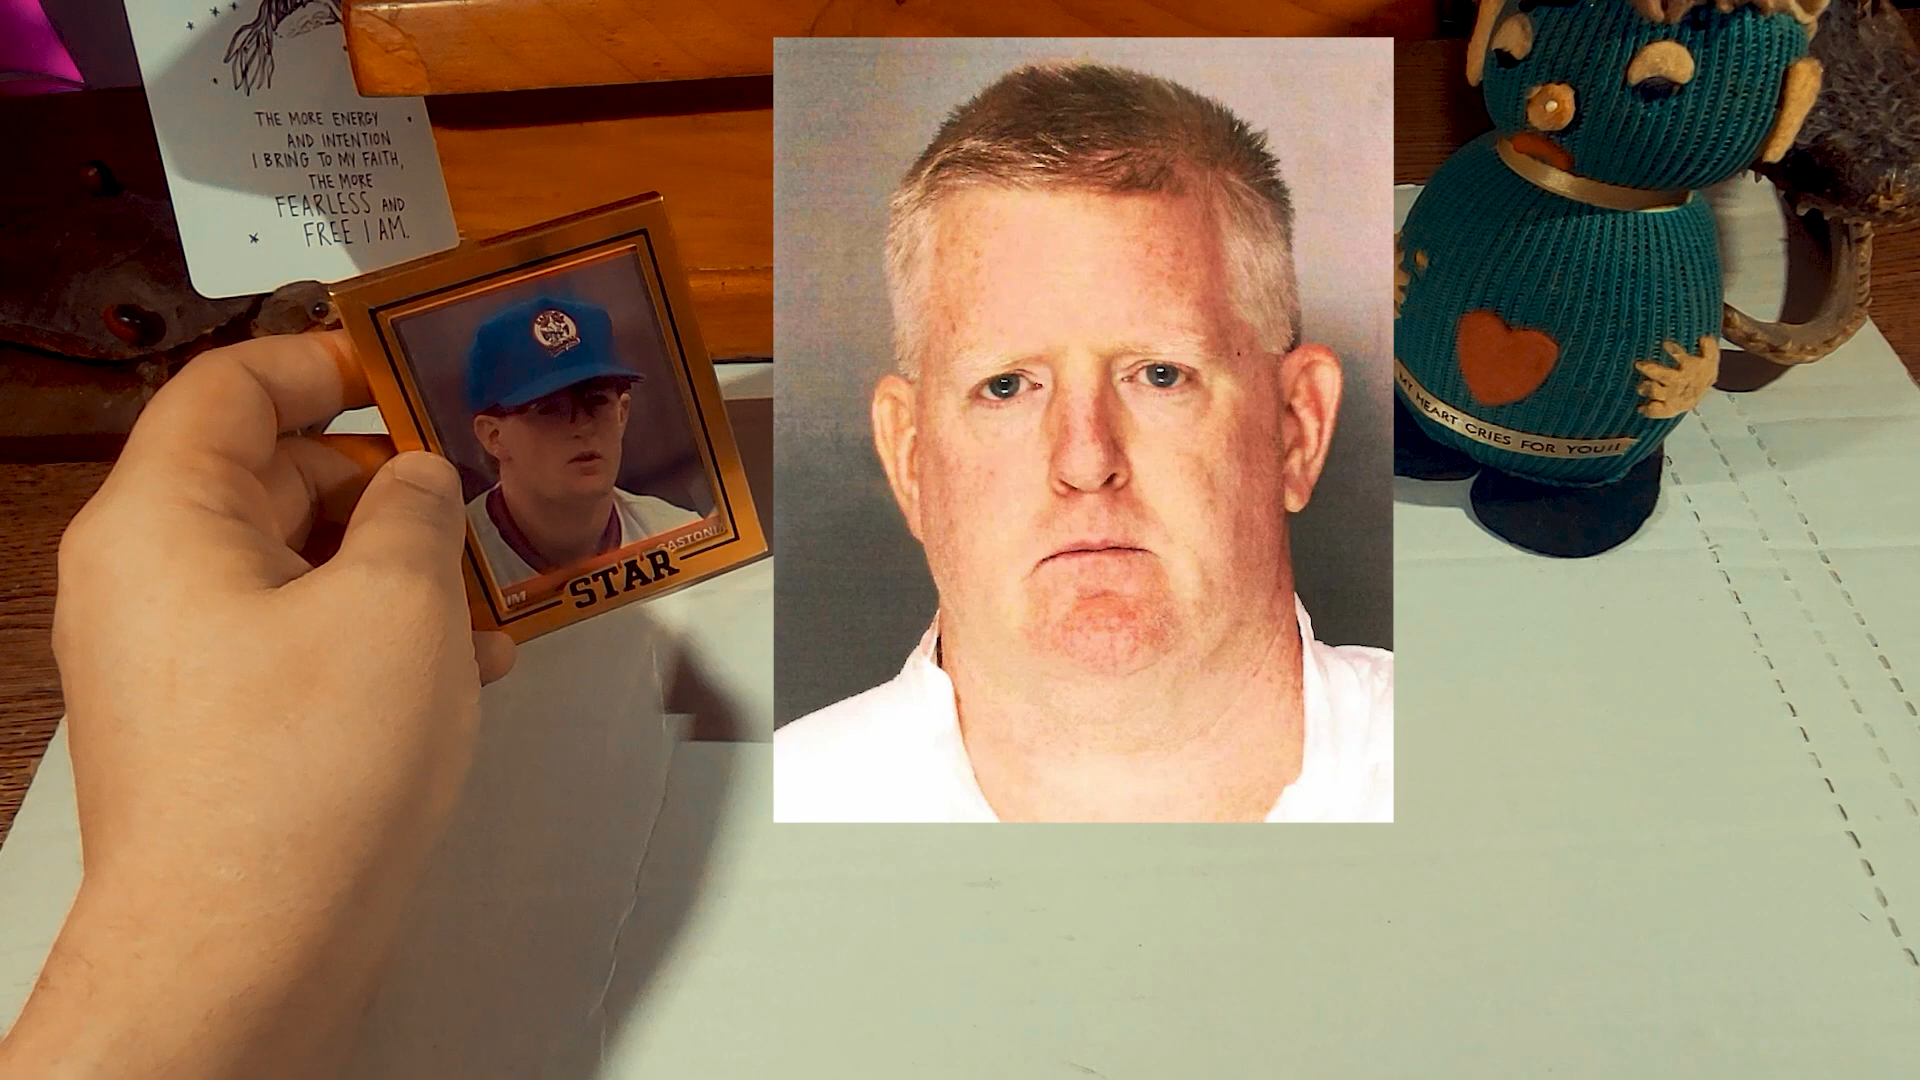 THE MORE ENERGY
AND INTENTION
I BRING TO MY FAITH,
THE MORE
FEARLESS AND
FREE I AM.
STAR
MY HEART CRIES FOR YOU!!